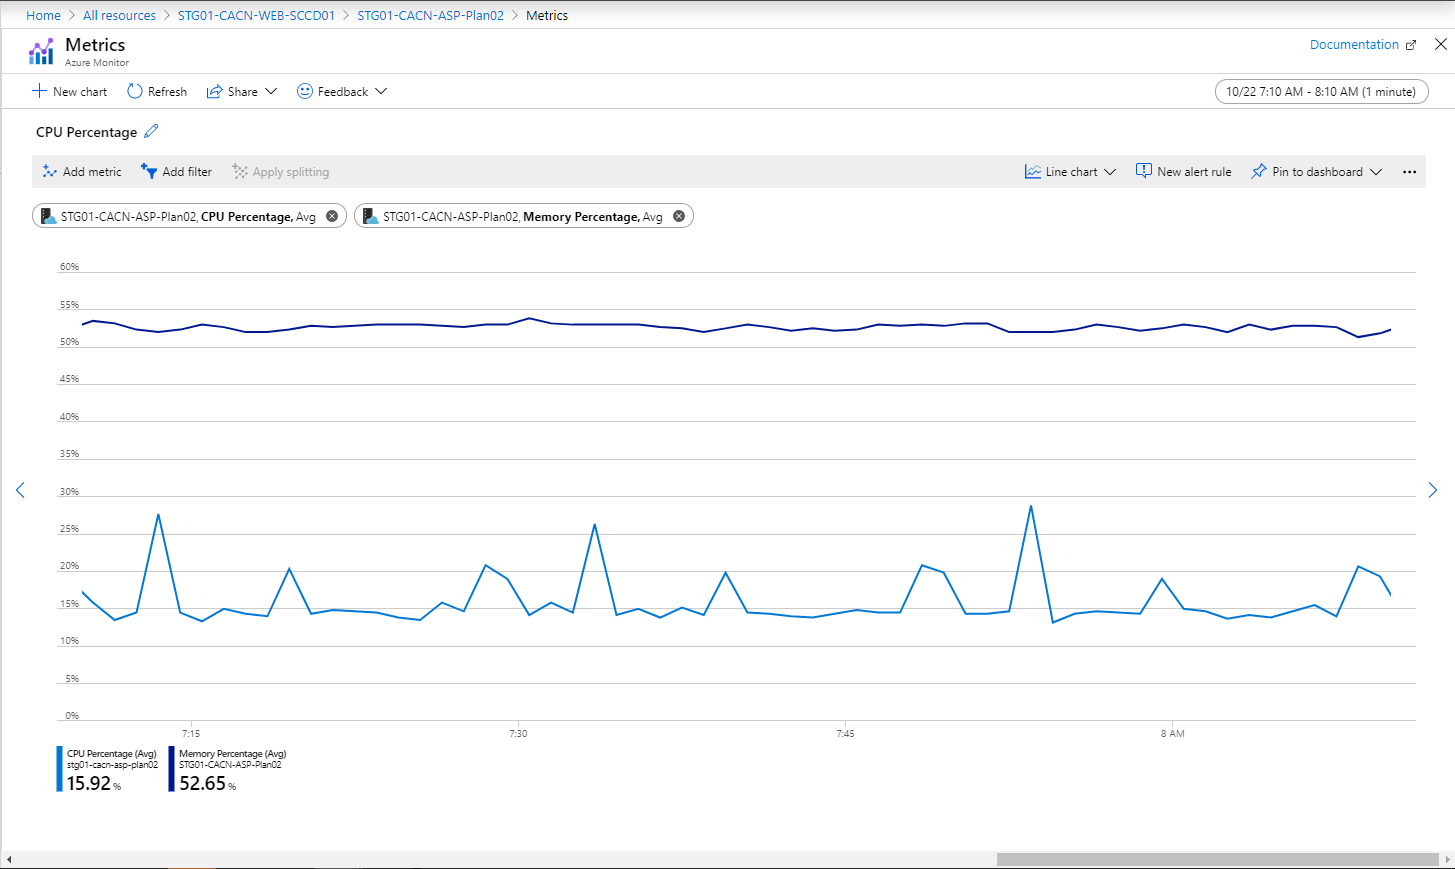 Home > All resources > STG01-CACN-WEB-SCCD01 > STG01-CACN-ASP-Plan02 > Metrics
Metrics
Azure Monitor
Documentation
New chart Refresh Share Feedback
10/22 7:10 AM - 8:10 AM (1 minute)
CPU Percentage
Add metric Add filter Apply splitting Line chart New alert rule Pin to dashboard ...
STG01-CACN-ASP-Plan02, CPU Percentage, Avg
STG01-CACN-ASP-Plan02, Memory Percentage, Avg
60%
55%
50%
45%
40%
35%
30%
25%
20%
15%
10%
5%
0%
7:15 7:30 7:45 8 AM
CPU Percentage (Avg)
stg01-cacn-asp-plan02
15.92 %
Memory Percentage (Avg)
STG01-CACN-ASP-Plan02
52.65 %